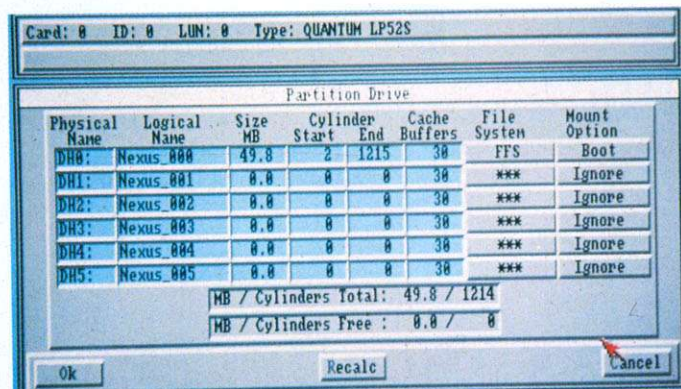 Card: 0 ID: 0 LUN: 0 Type: QUANTUM LP52S
Partition Drive
Physical Name Logical Name Size MB Cylinder Start End Cache Buffers File System Mount Option
DH0: Nexus_000 49.8 2 1215 30 FFS Boot
DH1: Nexus_001 0.0 0 0 30 *** Ignore
DH2: Nexus_002 0.0 0 0 30 *** Ignore
DH3: Nexus_003 0.0 0 0 30 *** Ignore
DH4: Nexus_004 0.0 0 0 30 *** Ignore
DH5: Nexus_005 0.0 0 0 30 *** Ignore
MB / Cylinders Total: 49.8 / 1214
MB / Cylinders Free : 0.0 / 0
Ok Recalc Cancel